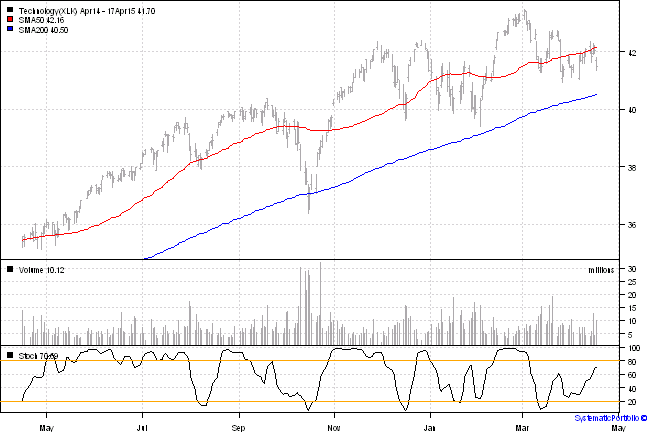 Technology(XLK) Apr14 - 17Apr15 41.70
SMA50 42.16
SMA200 40.50
42
40
38
36
Volume 10.12
millions
30
25
20
15
10
5
Stoch 70.69
100
80
60
40
20
May
Jul
Sep
Nov
Jan
Mar
May
SystematicPortfolio ©